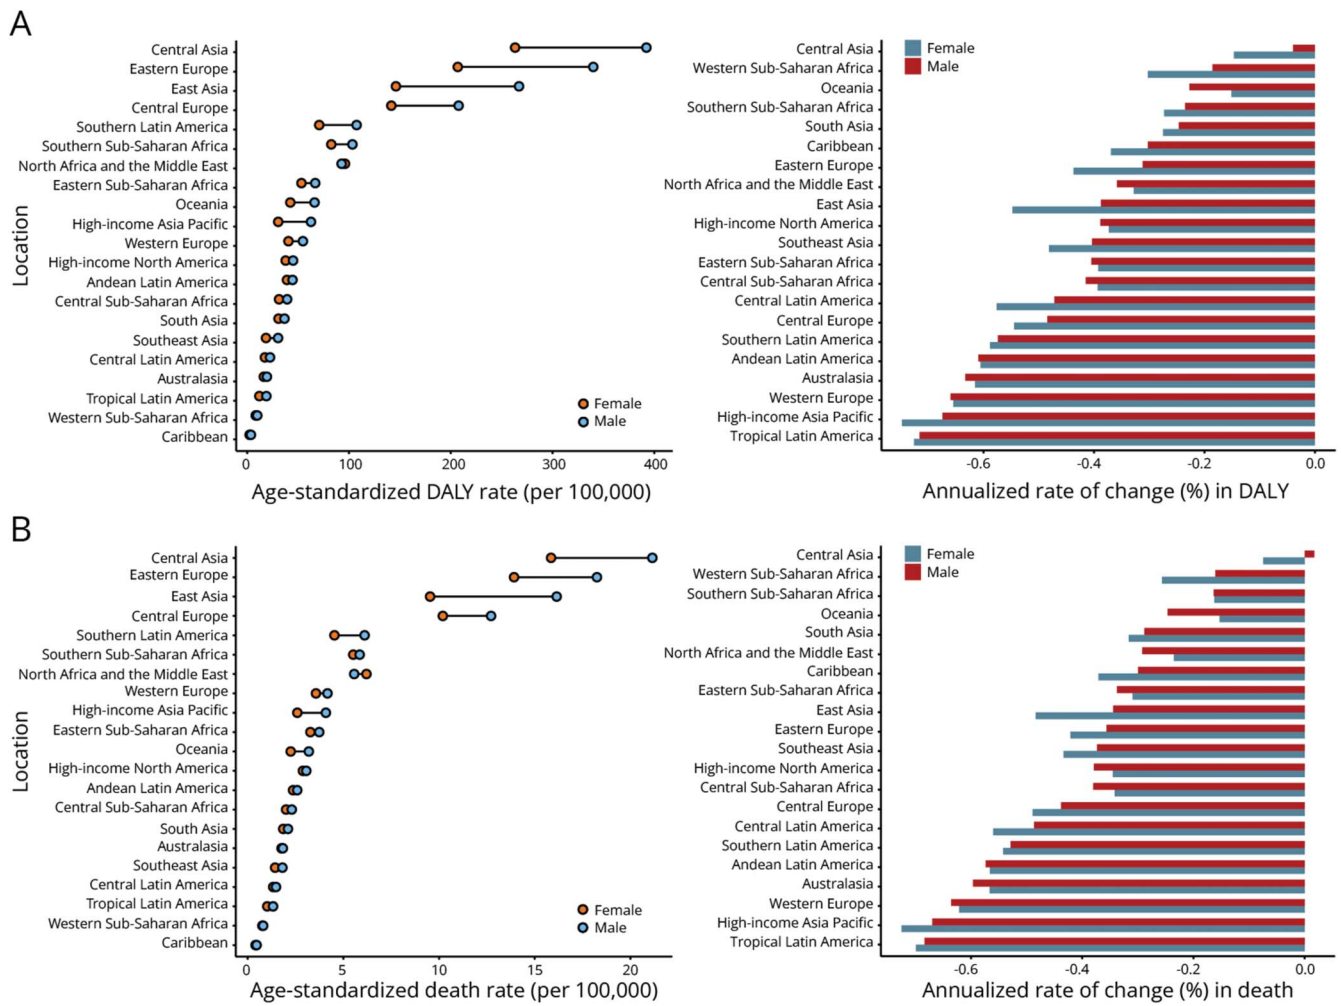 A
Location
Central Asia
Eastern Europe
East Asia
Central Europe
Southern Latin America
Southern Sub-Saharan Africa
North Africa and the Middle East
Eastern Sub-Saharan Africa
Oceania
High-income Asia Pacific
Western Europe
High-income North America
Andean Latin America
Central Sub-Saharan Africa
South Asia
Southeast Asia
Central Latin America
Australasia
Tropical Latin America
Western Sub-Saharan Africa
Caribbean
Female
Male
0 100 200 300 400
Age-standardized DALY rate (per 100,000)
Central Asia
Western Sub-Saharan Africa
Oceania
Southern Sub-Saharan Africa
South Asia
Caribbean
Eastern Europe
North Africa and the Middle East
East Asia
High-income North America
Southeast Asia
Eastern Sub-Saharan Africa
Central Sub-Saharan Africa
Central Latin America
Central Europe
Southern Latin America
Andean Latin America
Australasia
Western Europe
High-income Asia Pacific
Tropical Latin America
Female
Male
-0.6 -0.4 -0.2 0.0
Annualized rate of change (%) in DALY
B
Location
Central Asia
Eastern Europe
East Asia
Central Europe
Southern Latin America
Southern Sub-Saharan Africa
North Africa and the Middle East
Western Europe
High-income Asia Pacific
Eastern Sub-Saharan Africa
Oceania
High-income North America
Andean Latin America
Central Sub-Saharan Africa
South Asia
Australasia
Southeast Asia
Central Latin America
Tropical Latin America
Western Sub-Saharan Africa
Caribbean
Female
Male
0 5 10 15 20
Age-standardized death rate (per 100,000)
Central Asia
Western Sub-Saharan Africa
Southern Sub-Saharan Africa
Oceania
South Asia
North Africa and the Middle East
Caribbean
Eastern Sub-Saharan Africa
East Asia
Eastern Europe
Southeast Asia
High-income North America
Central Sub-Saharan Africa
Central Europe
Central Latin America
Southern Latin America
Andean Latin America
Australasia
Western Europe
High-income Asia Pacific
Tropical Latin America
Female
Male
-0.6 -0.4 -0.2 0.0
Annualized rate of change (%) in death